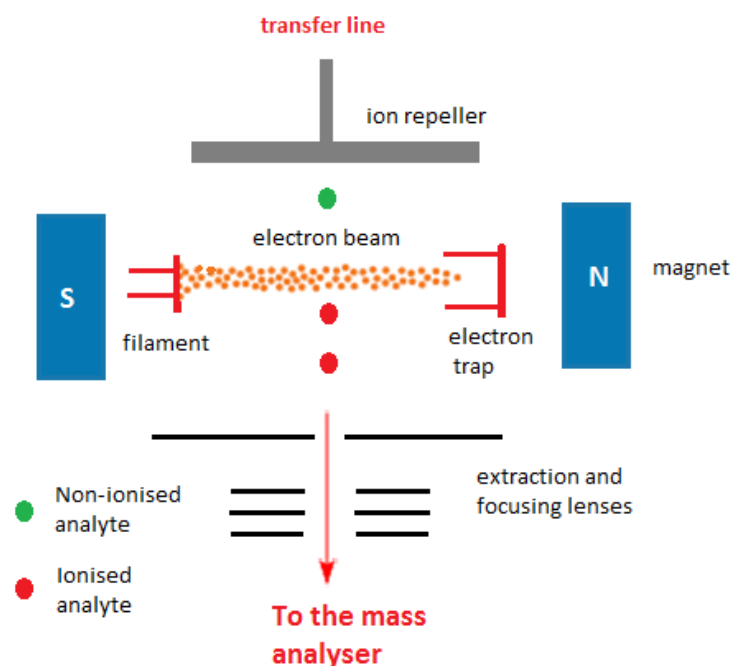 transfer line
ion repeller
electron beam
S
N
magnet
filament
electron
trap
extraction and
focusing lenses
Non-ionised
analyte
Ionised
analyte
To the mass
analyser